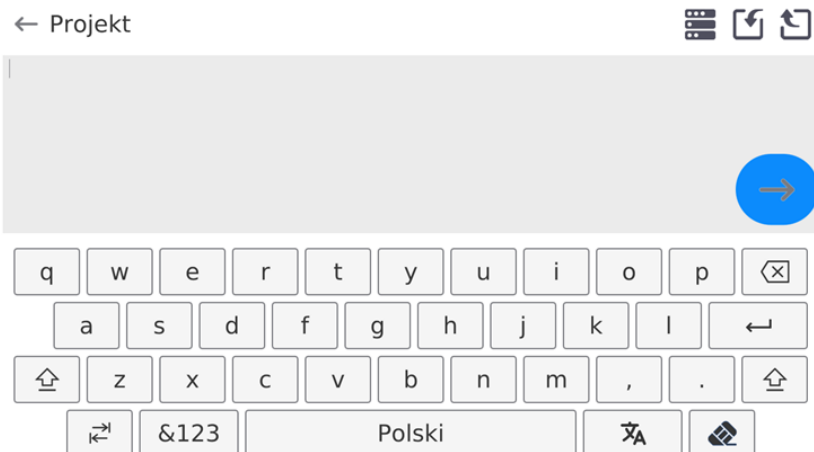 Projekt
q w e r t y u i o p
a s d f g h j k l
z x c v b n m , .
&123 Polski